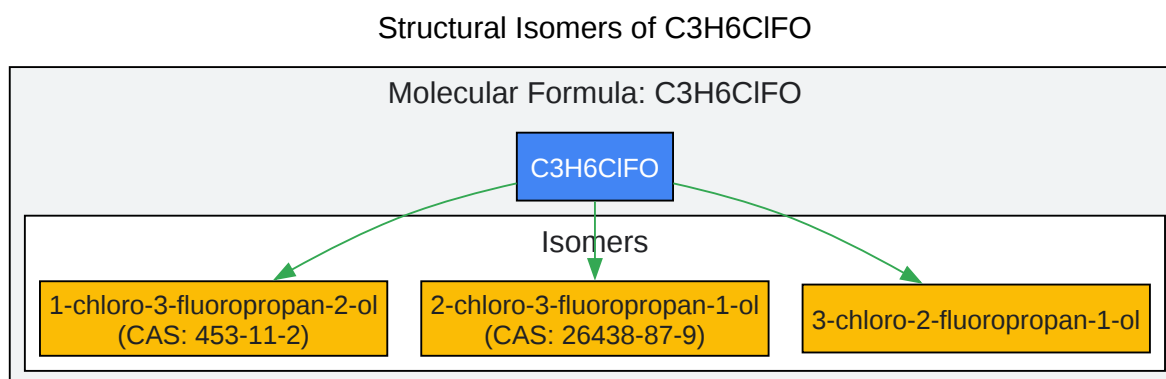 Structural Isomers of C3H6ClFO
Molecular Formula: C3H6ClFO
C3H6ClFO
Isomers
1-chloro-3-fluoropropan-2-ol
(CAS: 453-11-2)
2-chloro-3-fluoropropan-1-ol
(CAS: 26438-87-9)
3-chloro-2-fluoropropan-1-ol